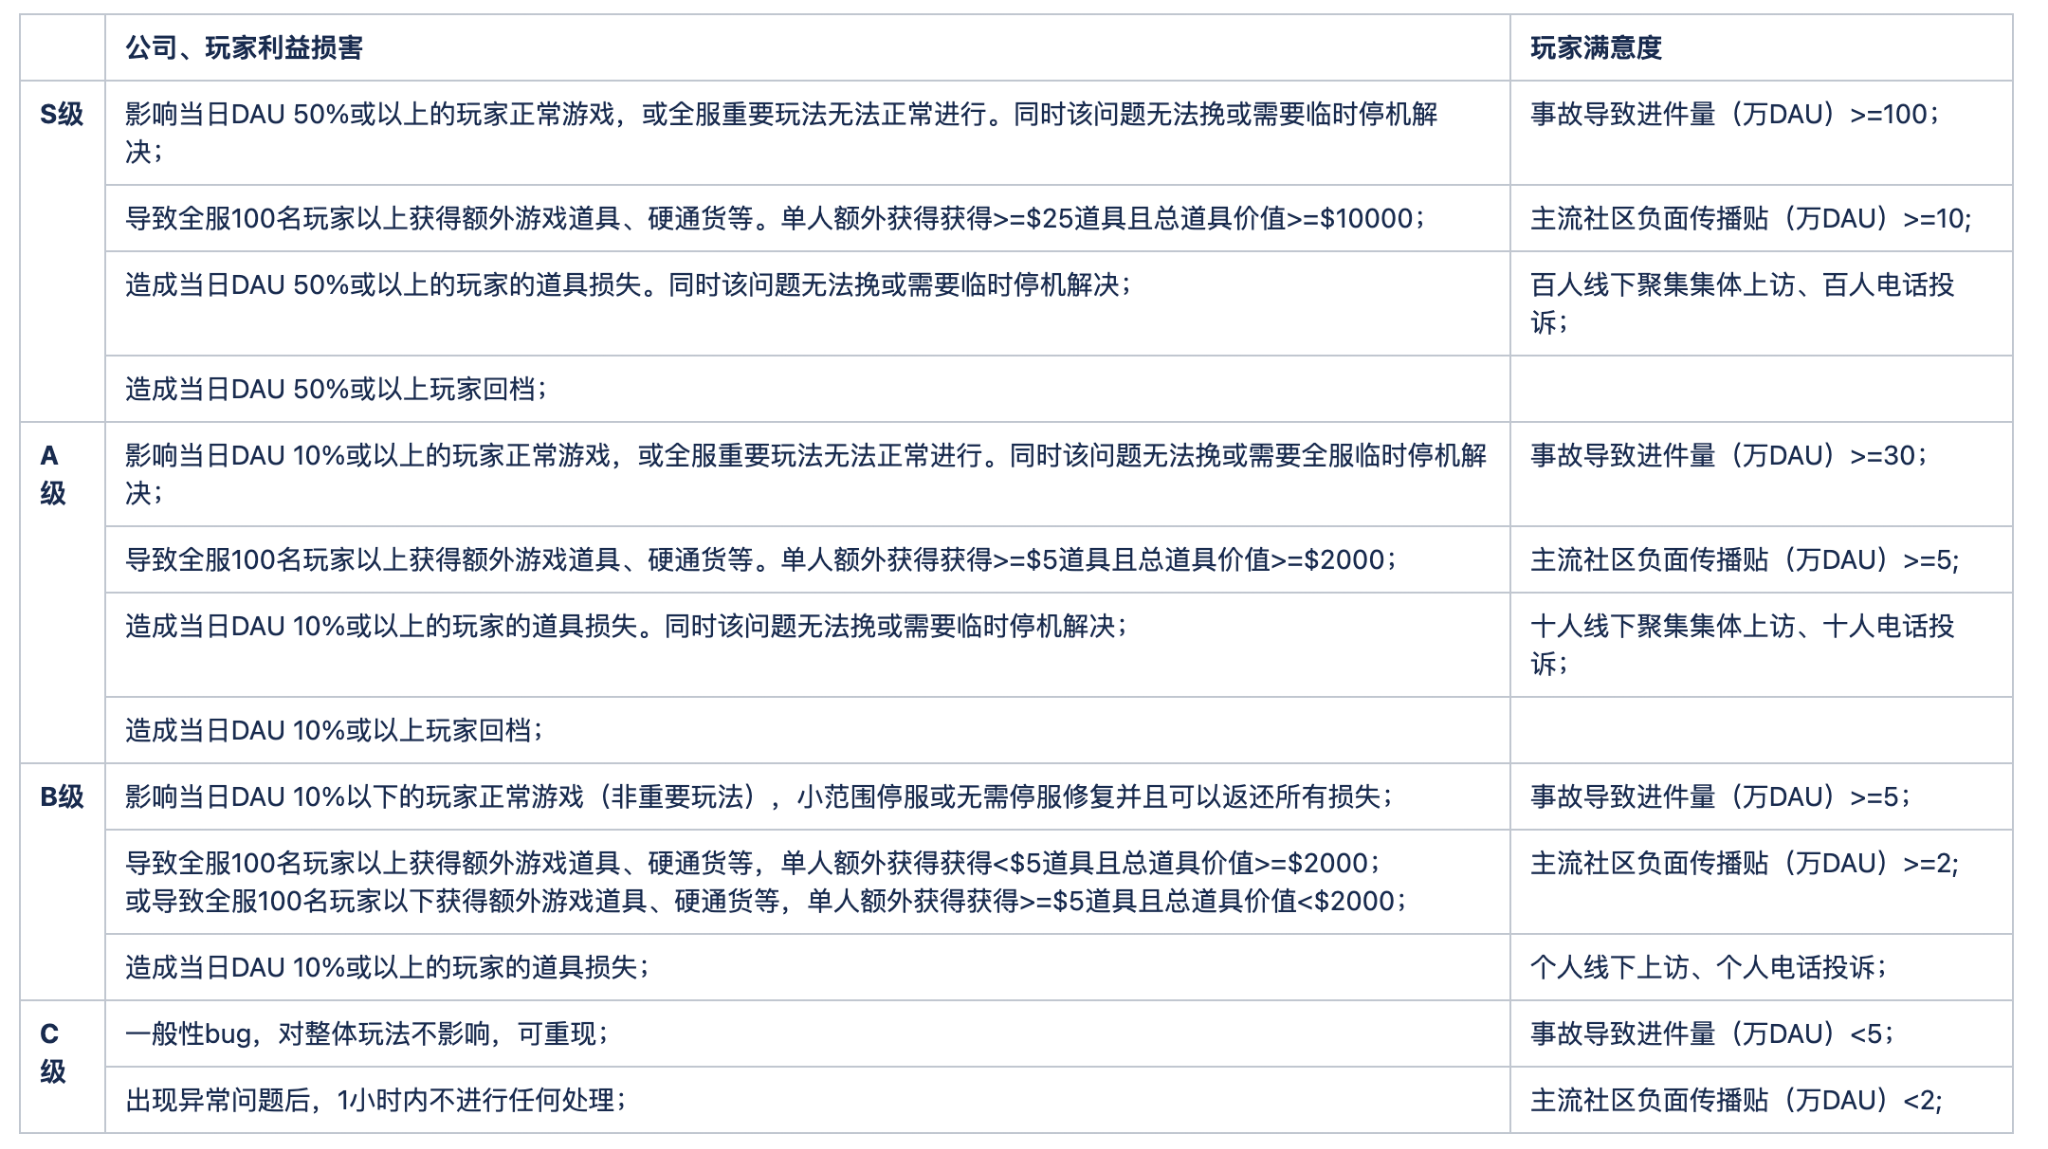 公司、玩家利益损害
玩家满意度
S级
影响当日DAU 50%或以上的玩家正常游戏，或全服重要玩法无法正常进行。同时该问题无法挽或需要临时停机解
决；
事故导致进件量（万DAU）>=100；
导致全服100名玩家以上获得额外游戏道具、硬通货等。单人额外获得获得>=$25道具且总道具价值>=$10000；
主流社区负面传播贴（万DAU）>=10;
造成当日DAU 50%或以上的玩家的道具损失。同时该问题无法挽或需要临时停机解决；
百人线下聚集集体上访、百人电话投
诉；
造成当日DAU 50%或以上玩家回档；
A
级
影响当日DAU 10%或以上的玩家正常游戏，或全服重要玩法无法正常进行。同时该问题无法挽或需要全服临时停机解
决；
事故导致进件量（万DAU）>=30；
导致全服100名玩家以上获得额外游戏道具、硬通货等。单人额外获得获得>=$5道具且总道具价值>=$2000；
主流社区负面传播贴（万DAU）>=5;
造成当日DAU 10%或以上的玩家的道具损失。同时该问题无法挽或需要临时停机解决；
十人线下聚集集体上访、十人电话投
诉；
造成当日DAU 10%或以上玩家回档；
B级
影响当日DAU 10%以下的玩家正常游戏（非重要玩法），小范围停服或无需停服修复并且可以返还所有损失；
事故导致进件量（万DAU）>=5；
导致全服100名玩家以上获得额外游戏道具、硬通货等，单人额外获得获得<$5道具且总道具价值>=$2000；
或导致全服100名玩家以下获得额外游戏道具、硬通货等，单人额外获得获得>=$5道具且总道具价值<$2000；
主流社区负面传播贴（万DAU）>=2;
造成当日DAU 10%或以上的玩家的道具损失；
个人线下上访、个人电话投诉；
C
级
一般性bug，对整体玩法不影响，可重现；
事故导致进件量（万DAU）<5；
出现异常问题后，1小时内不进行任何处理；
主流社区负面传播贴（万DAU）<2;